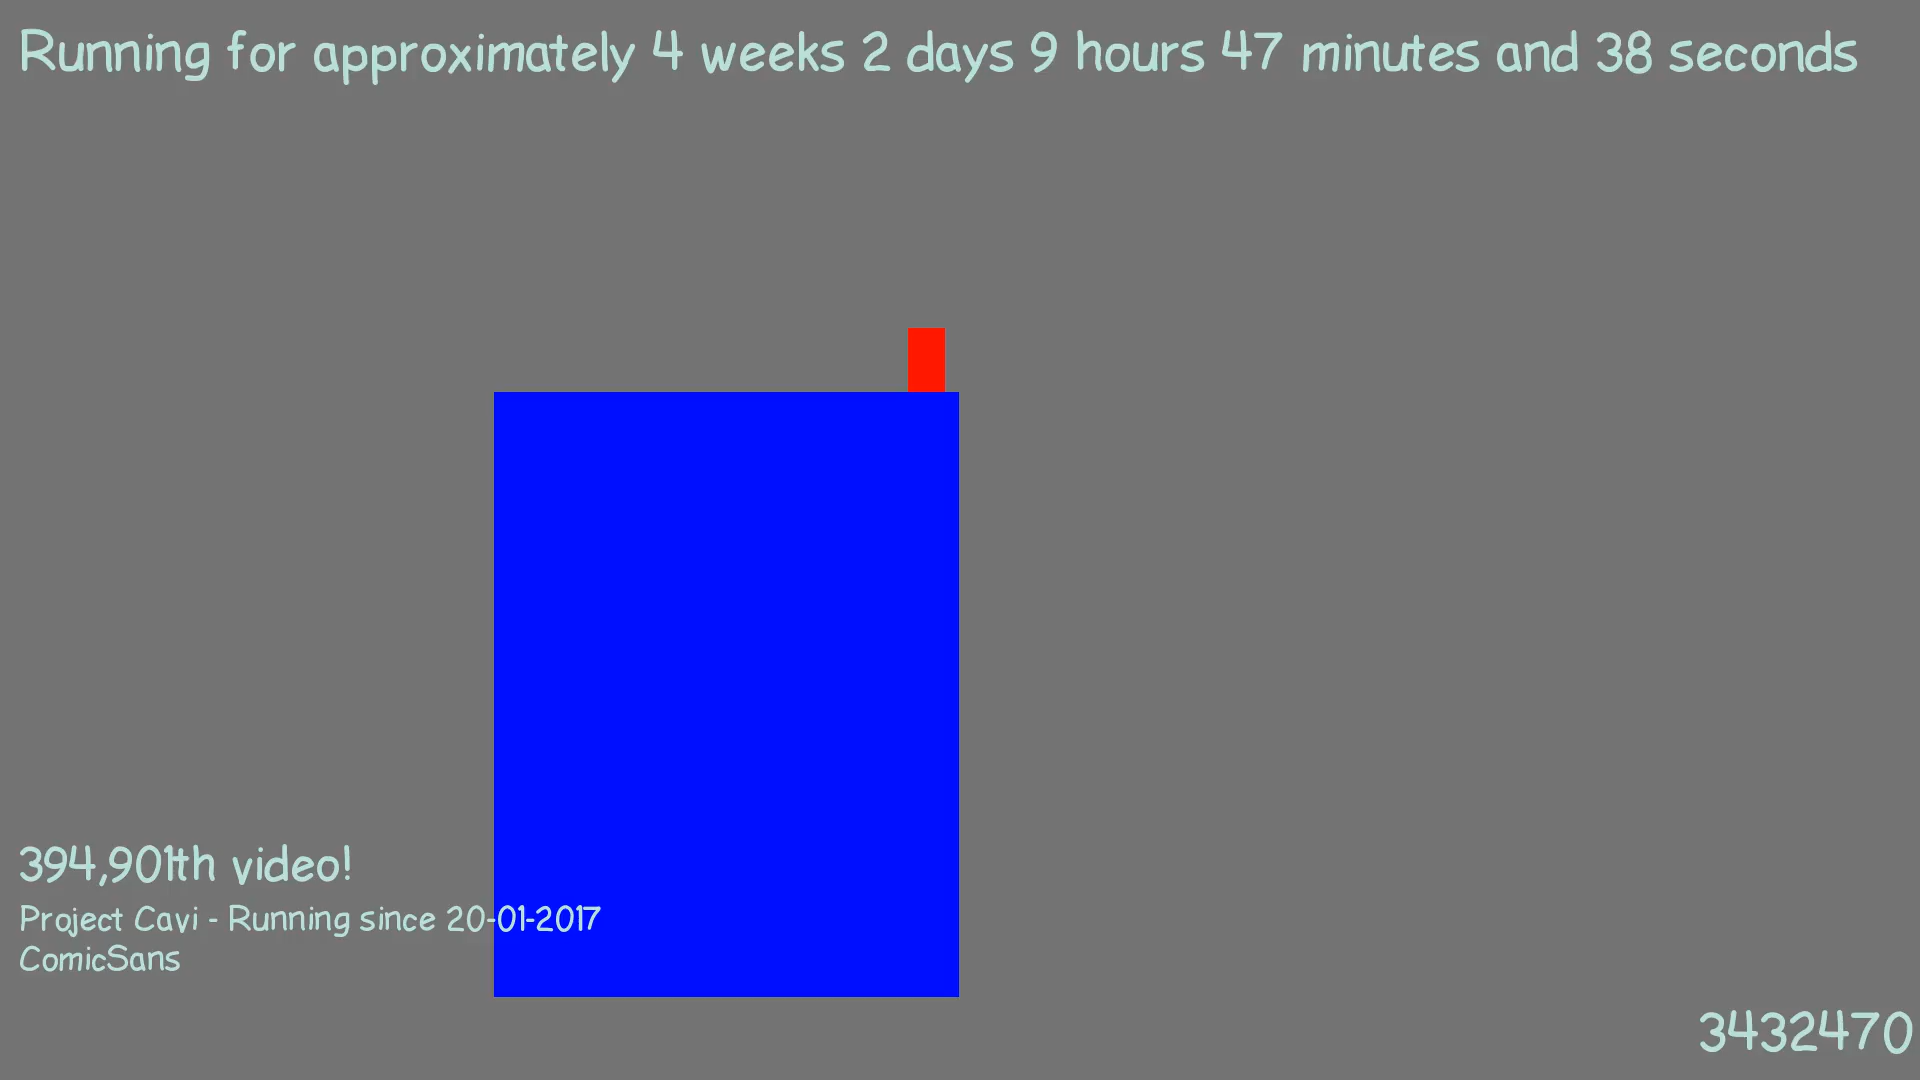 Running for approximately 4 weeks 2 days 9 hours 47 minutes and 38 seconds
394,901th video!
Project Cavi - Running since 20-01-2017
ComicSans
3432470